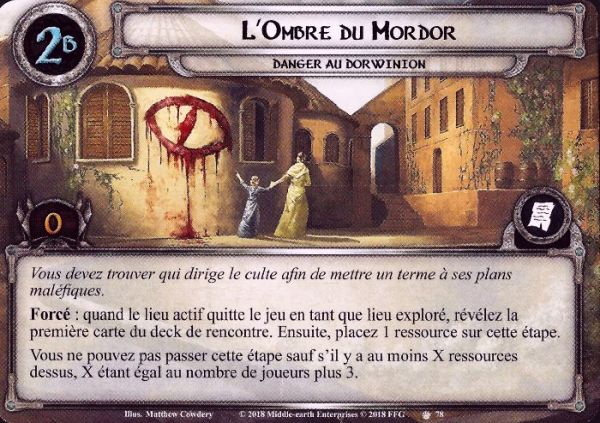 2B
L'Ombre du Mordor
Danger au Dorwinion
0
Vous devez trouver qui dirige le culte afin de mettre un terme à ses plans
maléfiques.
Forcé : quand le lieu actif quitte le jeu en tant que lieu exploré, révélez la
première carte du deck de rencontre. Ensuite, placez 1 ressource sur cette étape.
Vous ne pouvez pas passer cette étape sauf s'il y a au moins X ressources
dessus, X étant égal au nombre de joueurs plus 3.
Illus. Matthew Cowdery © 2018 Middle-earth Enterprises © 2018 FFG 78